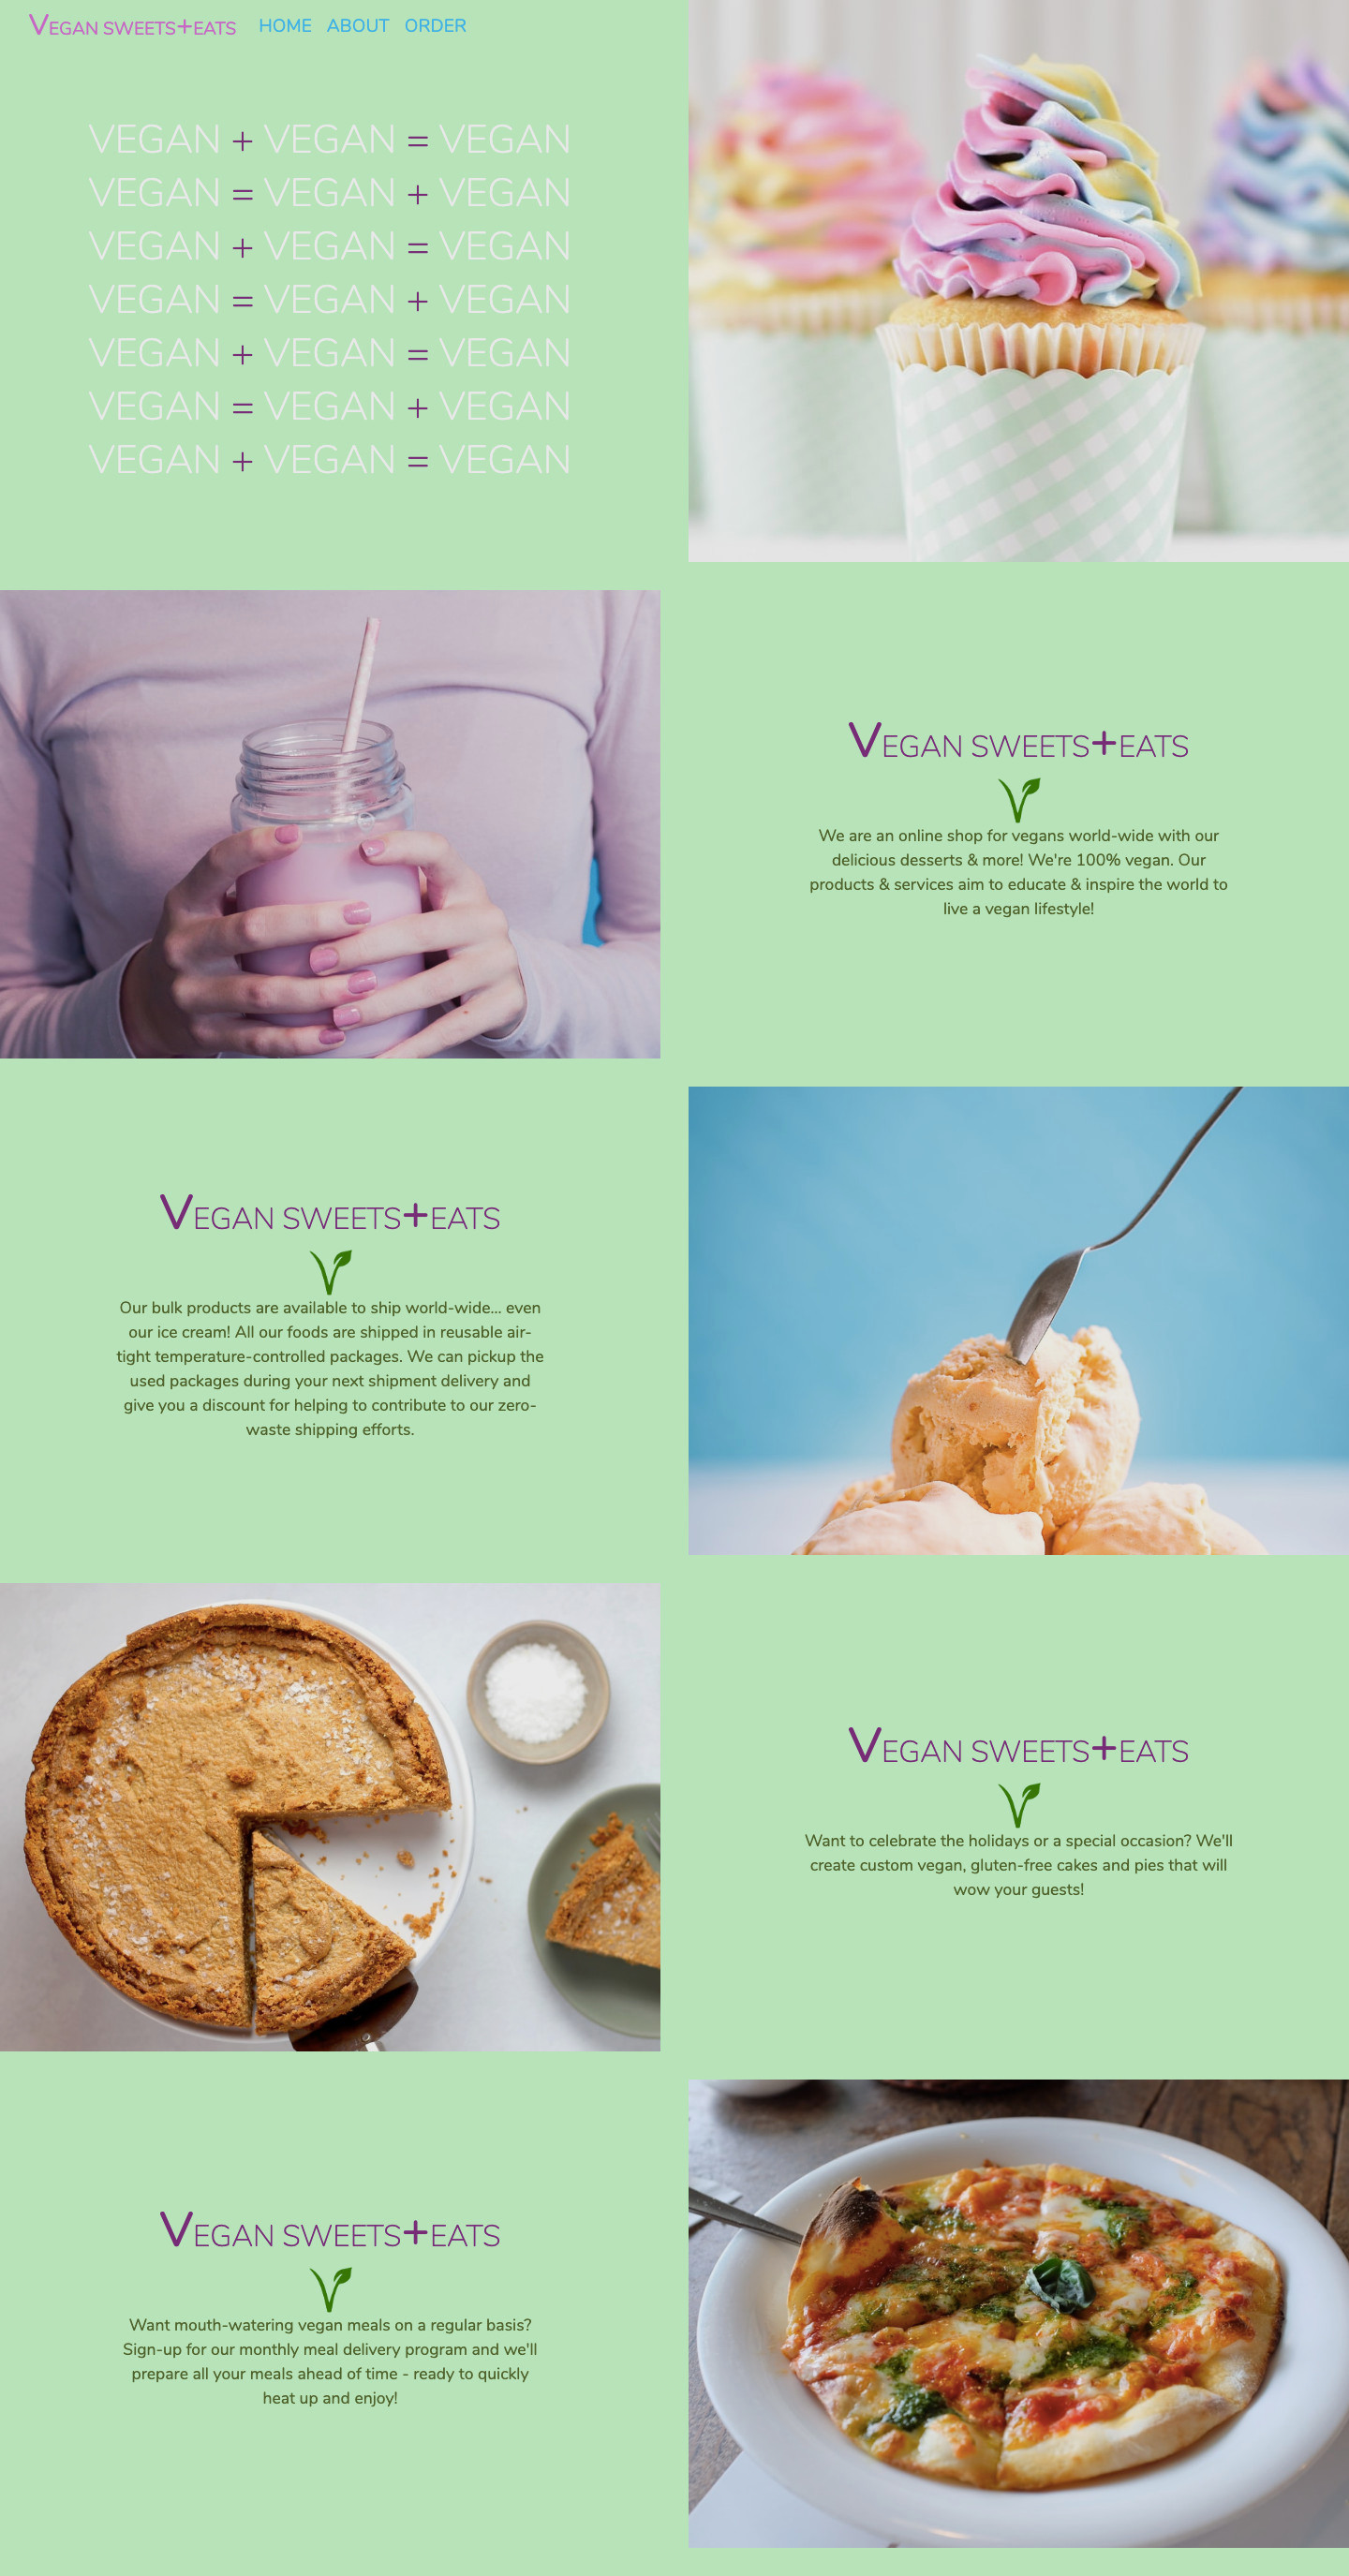 VEGAN SWEETS+EATS HOME ABOUT ORDER
VEGAN + VEGAN = VEGAN
VEGAN = VEGAN + VEGAN
VEGAN + VEGAN = VEGAN
VEGAN = VEGAN + VEGAN
VEGAN + VEGAN = VEGAN
VEGAN = VEGAN + VEGAN
VEGAN + VEGAN = VEGAN
VEGAN SWEETS+EATS
We are an online shop for vegans world-wide with our
delicious desserts & more! We're 100% vegan. Our
products & services aim to educate & inspire the world to
live a vegan lifestyle!
VEGAN SWEETS+EATS
Our bulk products are available to ship world-wide... even
our ice cream! All our foods are shipped in reusable air-
tight temperature-controlled packages. We can pickup the
used packages during your next shipment delivery and
give you a discount for helping to contribute to our zero-
waste shipping efforts.
VEGAN SWEETS+EATS
Want to celebrate the holidays or a special occasion? We'll
create custom vegan, gluten-free cakes and pies that will
wow your guests!
VEGAN SWEETS+EATS
Want mouth-watering vegan meals on a regular basis?
Sign-up for our monthly meal delivery program and we'll
prepare all your meals ahead of time - ready to quickly
heat up and enjoy!